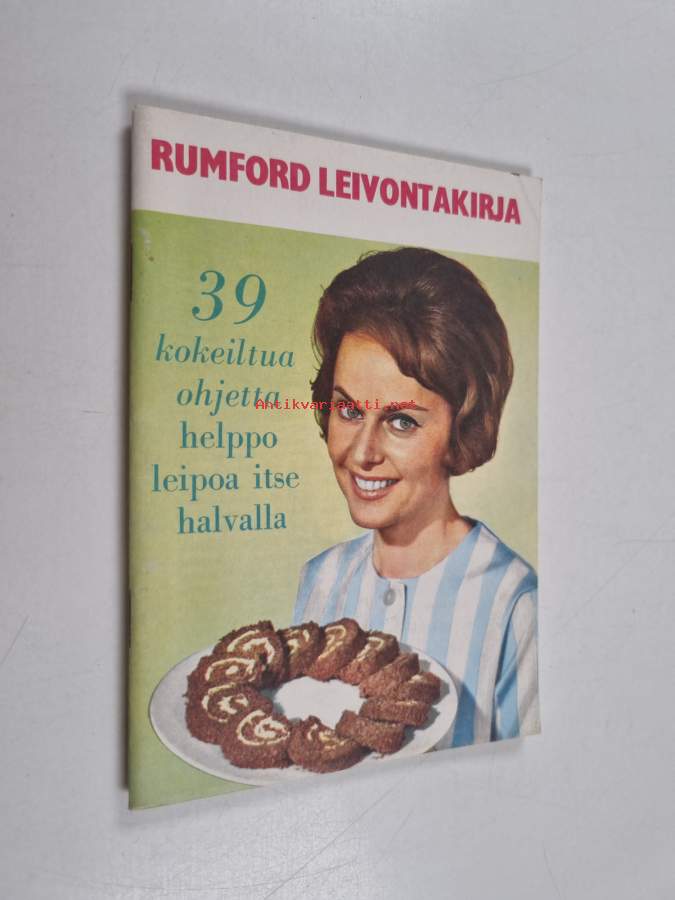 RUMFORD LEIVONTAKIRJA
39
kokeiltua
ohjetta
helppo
leipoa itse
halvalla
Antikvariaatti.net